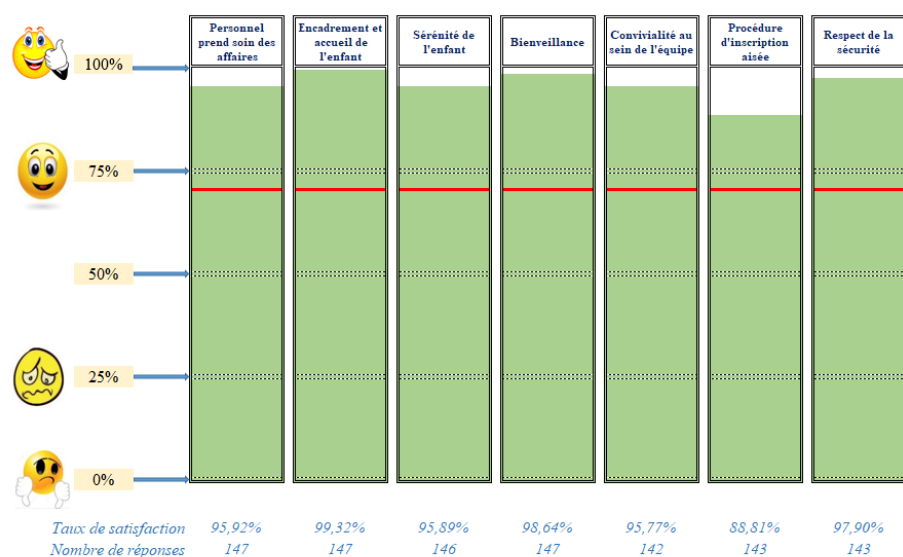 Personnel
prend soin des
affaires
Encadrement et
accueil de
l'enfant
Sérénité de
l'enfant
Bienveillance
Convivialité au
sein de l'équipe
Procédure
d'inscription
aisée
Respect de la
sécurité
100%
75%
50%
25%
0%
Taux de satisfaction 95,92% 99,32% 95,89% 98,64% 95,77% 88,81% 97,90%
Nombre de réponses 147 147 146 147 142 143 143